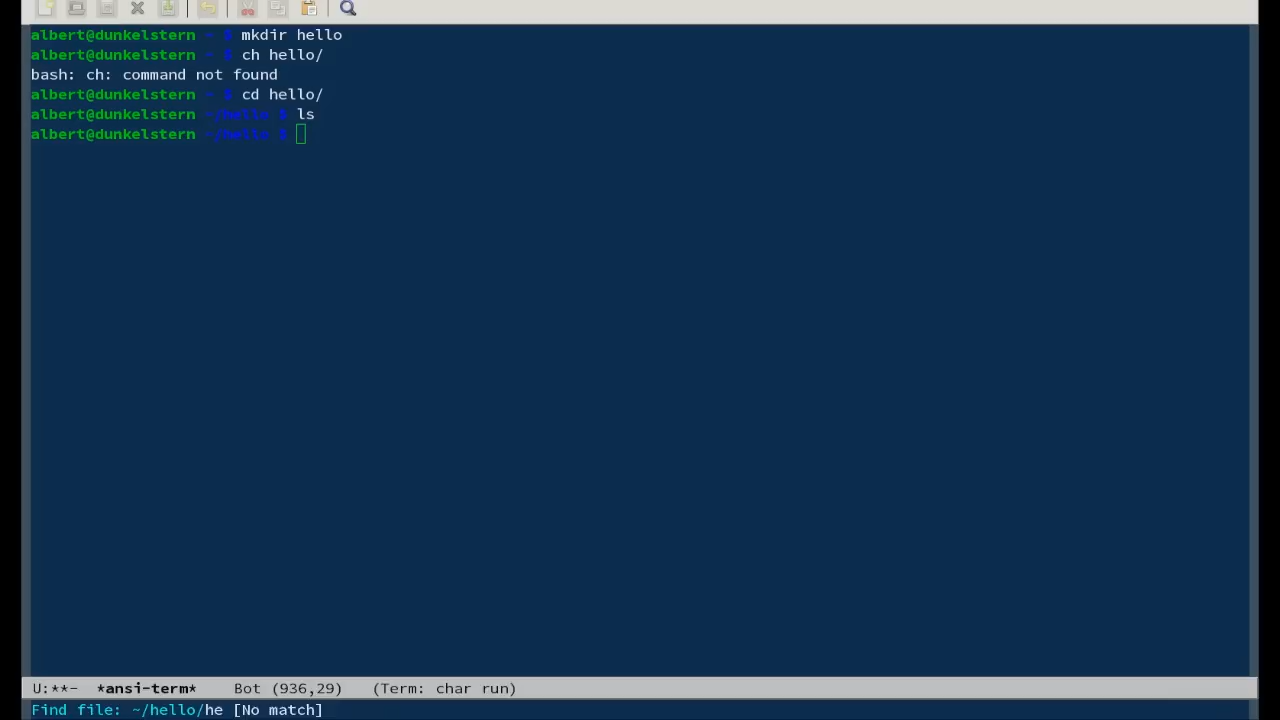 albert@dunkelstern ~ $ mkdir hello
albert@dunkelstern ~ $ ch hello/
bash: ch: command not found
albert@dunkelstern ~ $ cd hello/
albert@dunkelstern ~/hello $ ls
albert@dunkelstern ~/hello $
U:**-  *ansi-term*    Bot (936,29)    (Term: char run)
Find file: ~/hello/he [No match]